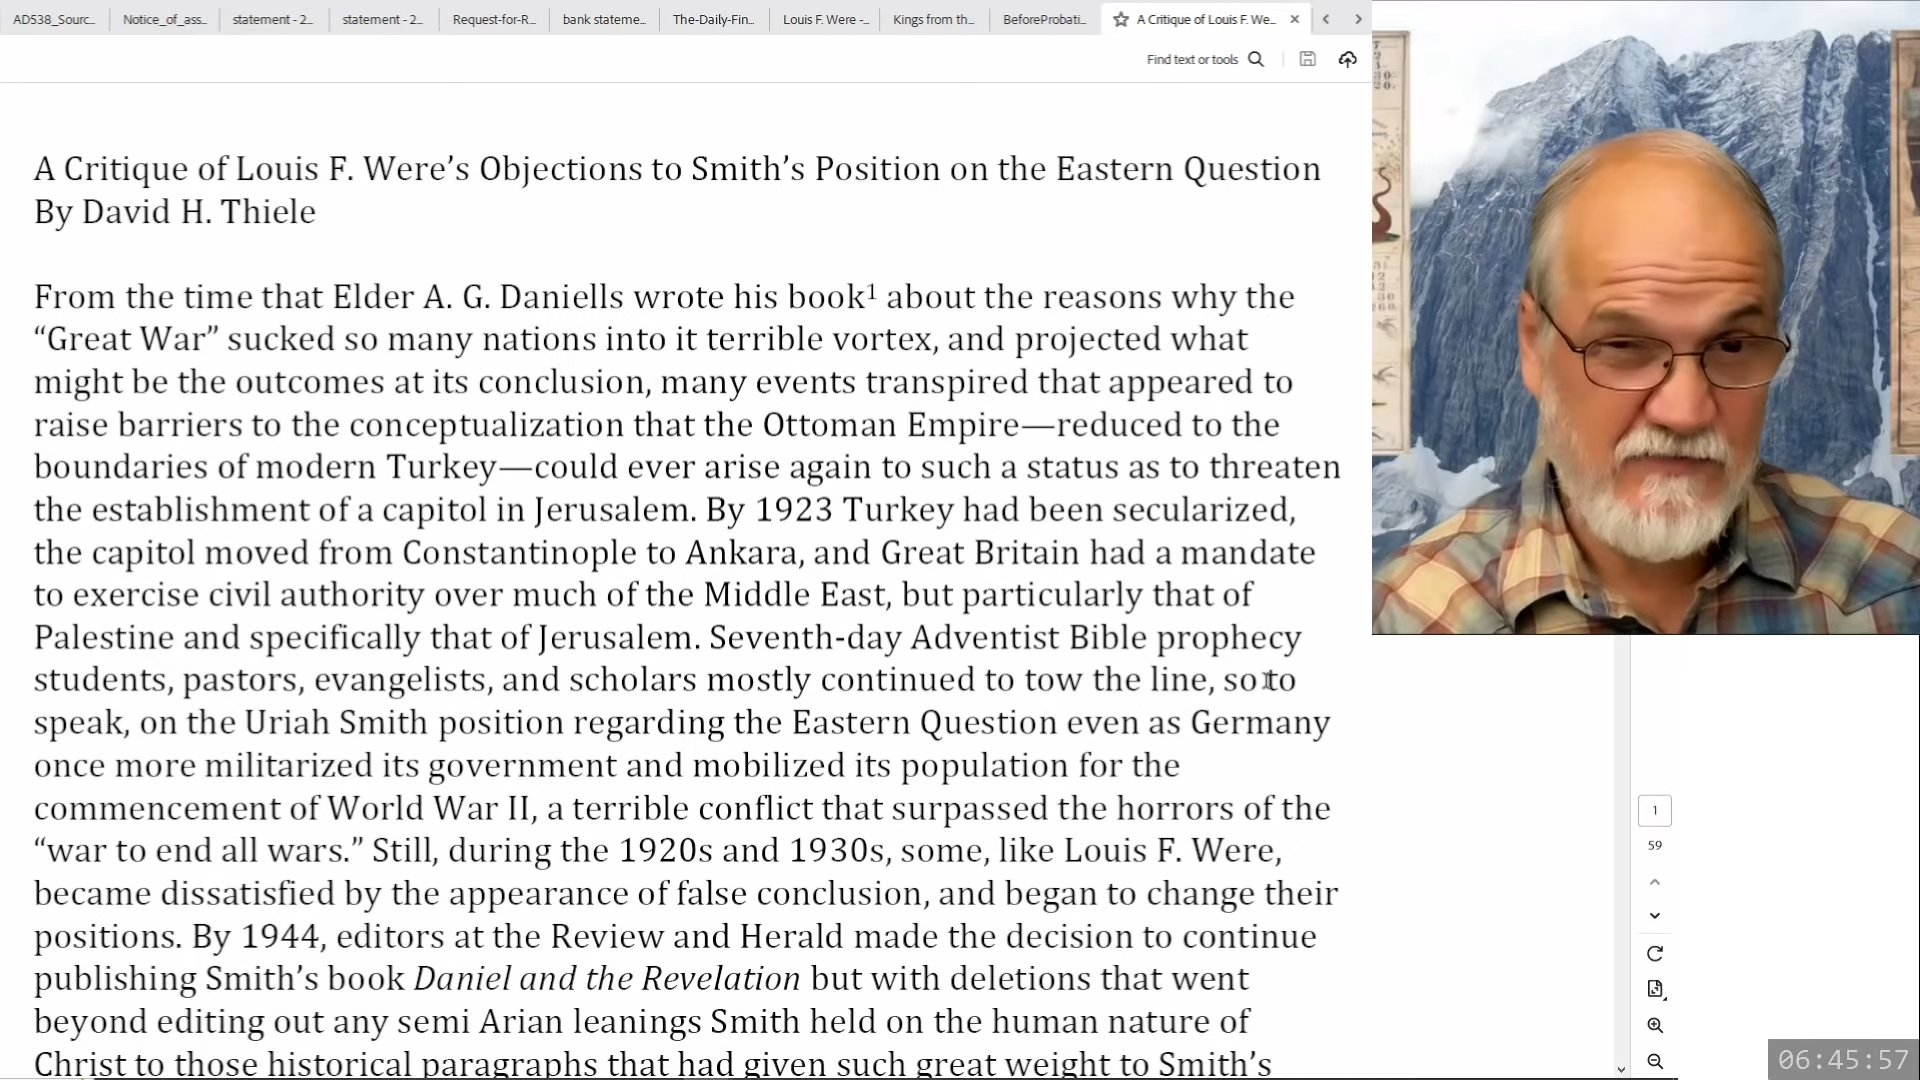 AD538_Sourc... Notice_of_ass... statement - 2... statement - 2... Request-for-R... bank stateme... The-Daily-Fin... Louis F. Were -... Kings from th... BeforeProbati... A Critique of Louis F. We...
Find text or tools
A Critique of Louis F. Were’s Objections to Smith’s Position on the Eastern Question
By David H. Thiele
From the time that Elder A. G. Daniells wrote his book¹ about the reasons why the
“Great War” sucked so many nations into it terrible vortex, and projected what
might be the outcomes at its conclusion, many events transpired that appeared to
raise barriers to the conceptualization that the Ottoman Empire—reduced to the
boundaries of modern Turkey—could ever arise again to such a status as to threaten
the establishment of a capitol in Jerusalem. By 1923 Turkey had been secularized,
the capitol moved from Constantinople to Ankara, and Great Britain had a mandate
to exercise civil authority over much of the Middle East, but particularly that of
Palestine and specifically that of Jerusalem. Seventh-day Adventist Bible prophecy
students, pastors, evangelists, and scholars mostly continued to tow the line, so to
speak, on the Uriah Smith position regarding the Eastern Question even as Germany
once more militarized its government and mobilized its population for the
commencement of World War II, a terrible conflict that surpassed the horrors of the
“war to end all wars.” Still, during the 1920s and 1930s, some, like Louis F. Were,
became dissatisfied by the appearance of false conclusion, and began to change their
positions. By 1944, editors at the Review and Herald made the decision to continue
publishing Smith’s book Daniel and the Revelation but with deletions that went
beyond editing out any semi Arian leanings Smith held on the human nature of
Christ to those historical paragraphs that had given such great weight to Smith’s
1
59
06:45:57